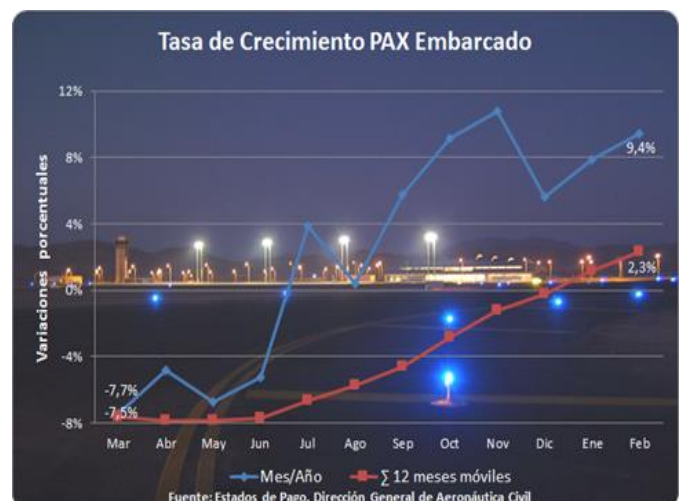 Tasa de Crecimiento PAX Embarcado
12%
8%
4%
0%
-4%
-8%
Variaciones porcentuales
9,4%
2,3%
-7,7%
-7,5%
Mar Abr May Jun Jul Ago Sep Oct Nov Dic Ene Feb
Mes/Año ∑ 12 meses móviles
Fuente: Estados de Pago, Dirección General de Aeronáutica Civil